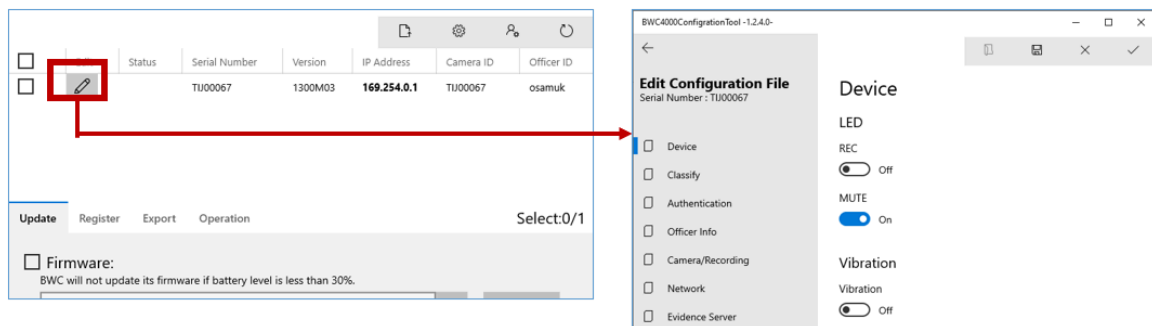 Status Serial Number Version IP Address Camera ID Officer ID
TIJ00067 1300M03 169.254.0.1 TIJ00067 osamuk
Update Register Export Operation Select:0/1
Firmware:
BWC will not update its firmware if battery level is less than 30%.
BWC4000ConfigrationTool -1.2.4.0-
Edit Configuration File
Serial Number : TIJ00067
Device
Classify
Authentication
Officer Info
Camera/Recording
Network
Evidence Server
Device
LED
REC
Off
MUTE
On
Vibration
Vibration
Off